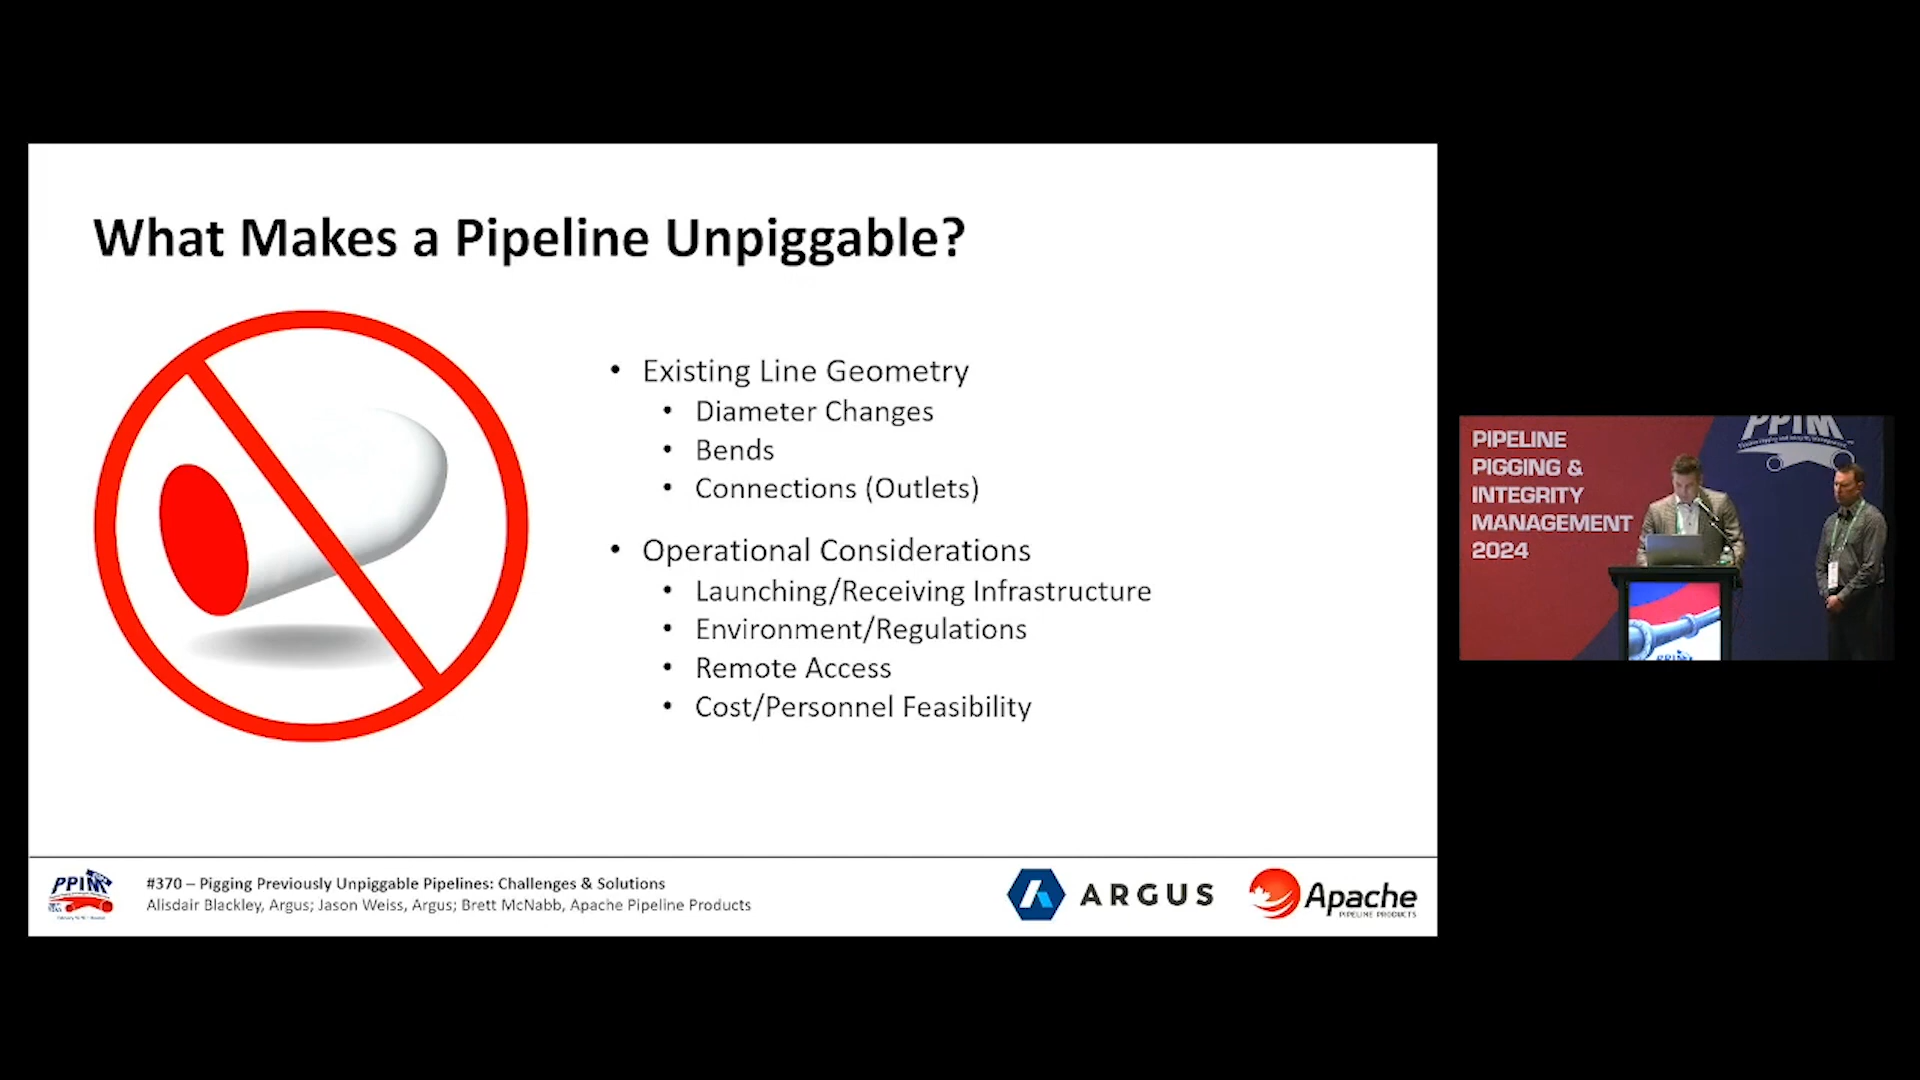 What Makes a Pipeline Unpiggable?
• Existing Line Geometry
• Diameter Changes
• Bends
• Connections (Outlets)
• Operational Considerations
• Launching/Receiving Infrastructure
• Environment/Regulations
• Remote Access
• Cost/Personnel Feasibility
PPIM
#370 – Pigging Previously Unpiggable Pipelines: Challenges & Solutions
Alisdair Blackley, Argus; Jason Weiss, Argus; Brett McNabb, Apache Pipeline Products
ARGUS
Apache
PIPELINE PRODUCTS
PIPELINE
PIGGING &
INTEGRITY
MANAGEMENT
2024
PPIM
PPIM